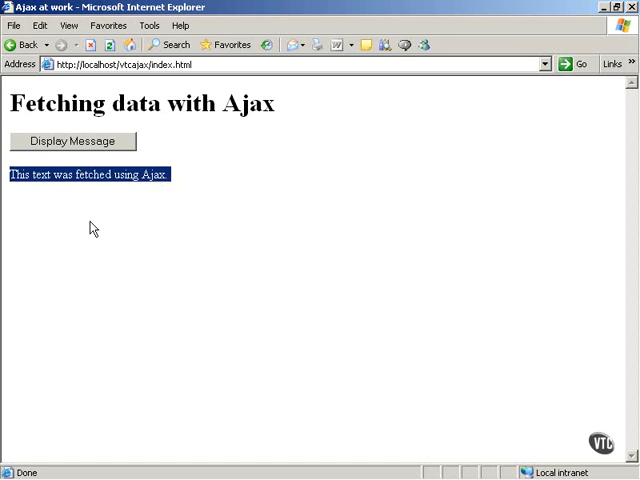 Ajax at work - Microsoft Internet Explorer
File Edit View Favorites Tools Help
Back Search Favorites
Address http://localhost/vtcajax/index.html Go Links »
Fetching data with Ajax
Display Message
This text was fetched using Ajax.
VTC
Done Local intranet